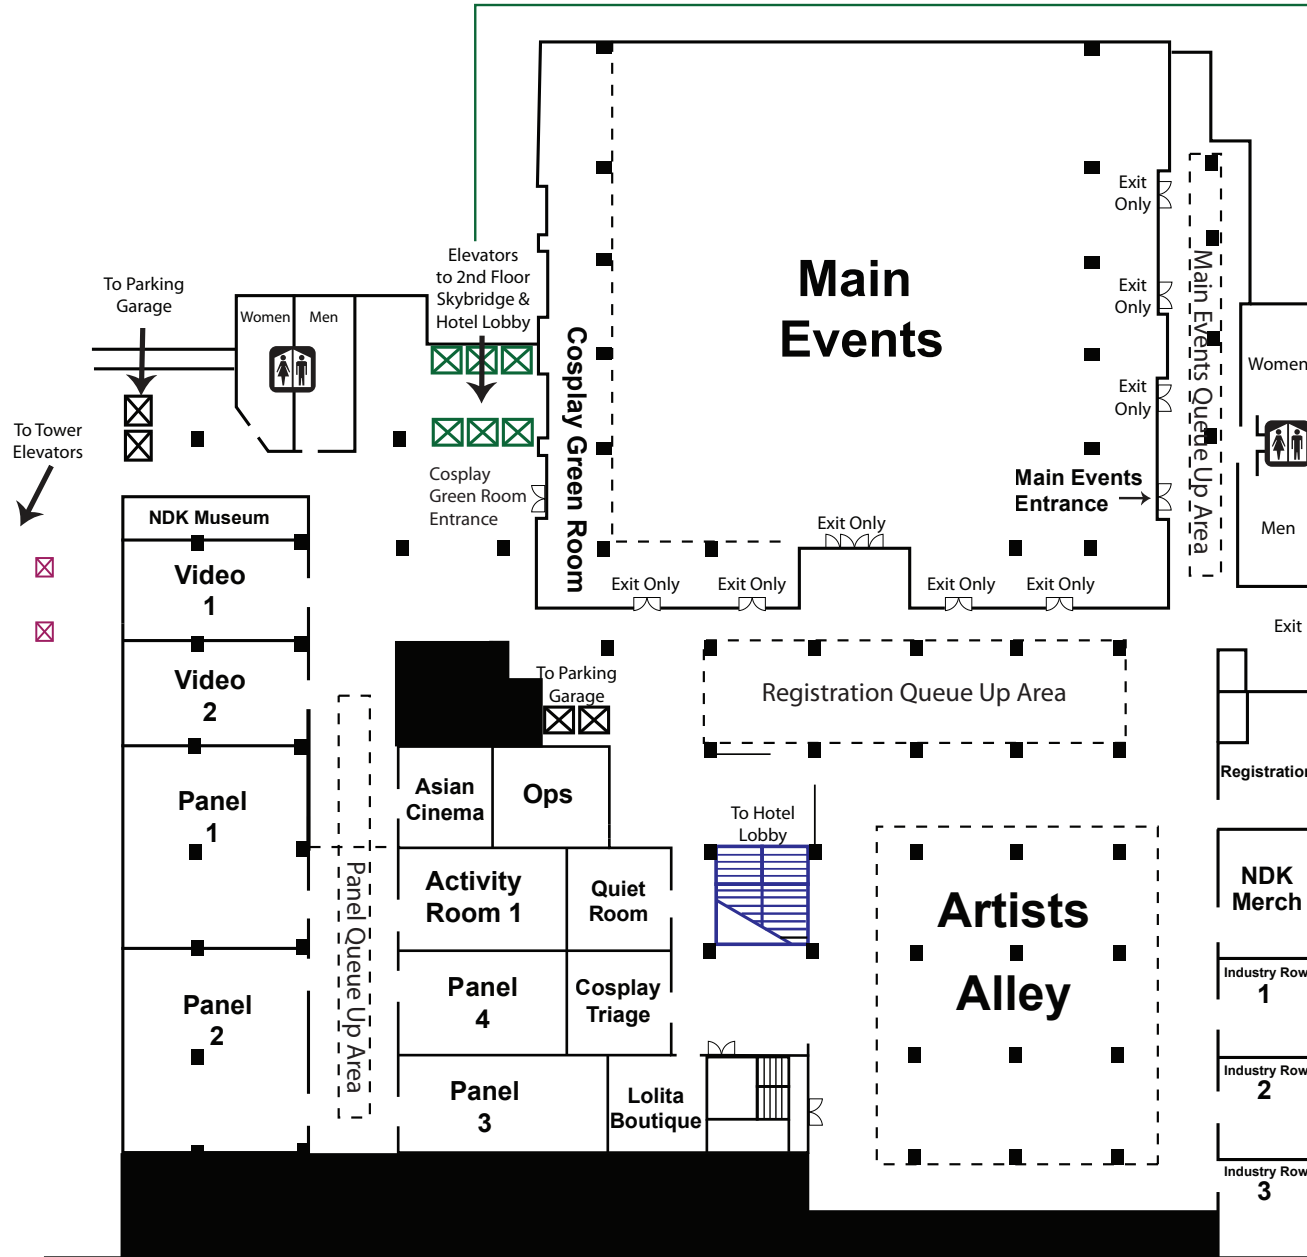 Elevators
to 2nd Floor
Skybridge &
Hotel Lobby
To Parking
Garage
Women
Men
To Tower
Elevators
Cosplay
Green Room
Entrance
Cosplay Green Room
Main
Events
Exit
Only
Exit
Only
Exit
Only
Main Events
Entrance
Main Events Queue Up Area
Women
Men
Exit
Exit Only
Exit Only
Exit Only
Exit Only
Exit Only
NDK Museum
Video
1
Video
2
Panel
1
Panel
2
Panel Queue Up Area
To Parking
Garage
Asian
Cinema
Ops
Activity
Room 1
Quiet
Room
Panel
4
Cosplay
Triage
Panel
3
Lolita
Boutique
Registration Queue Up Area
To Hotel
Lobby
Artists
Alley
Registration
NDK
Merch
Industry Row
1
Industry Row
2
Industry Row
3